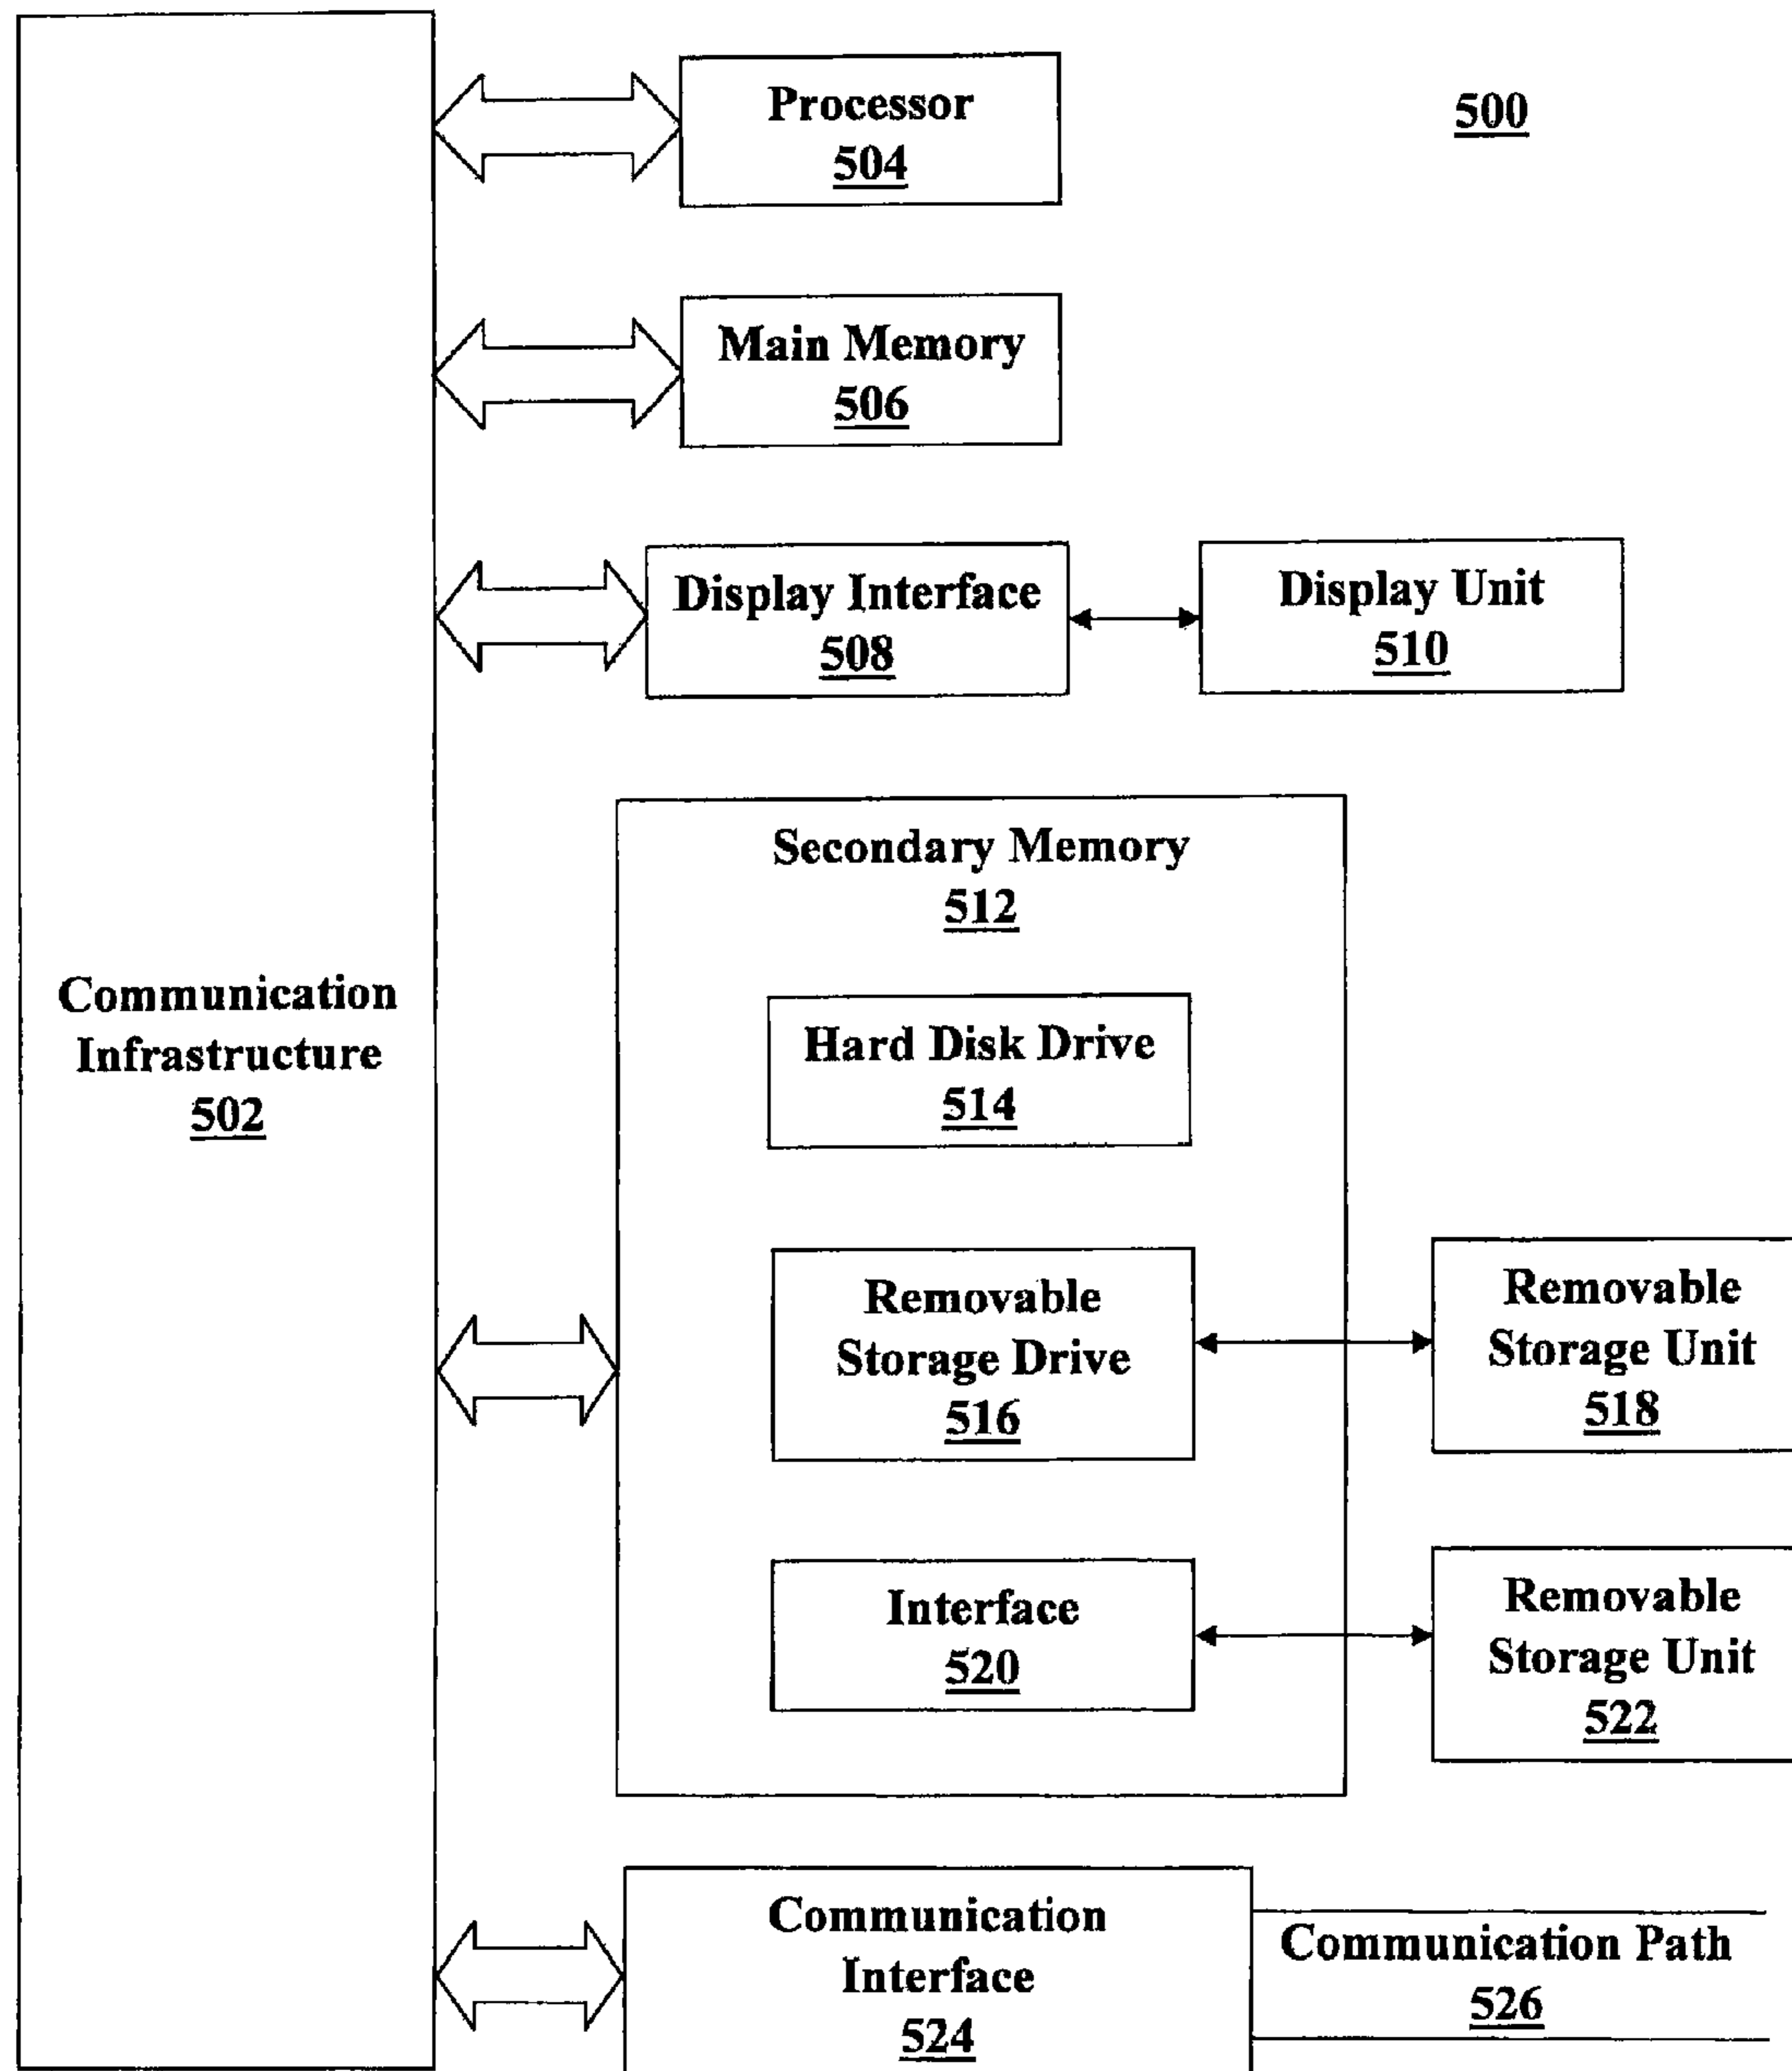 Processor
504
500
Main Memory
506
Display Interface
508
Display Unit
510
Secondary Memory
512
Communication
Infrastructure
502
Hard Disk Drive
514
Removable
Storage Drive
516
Removable
Storage Unit
518
Interface
520
Removable
Storage Unit
522
Communication
Interface
524
Communication Path
526